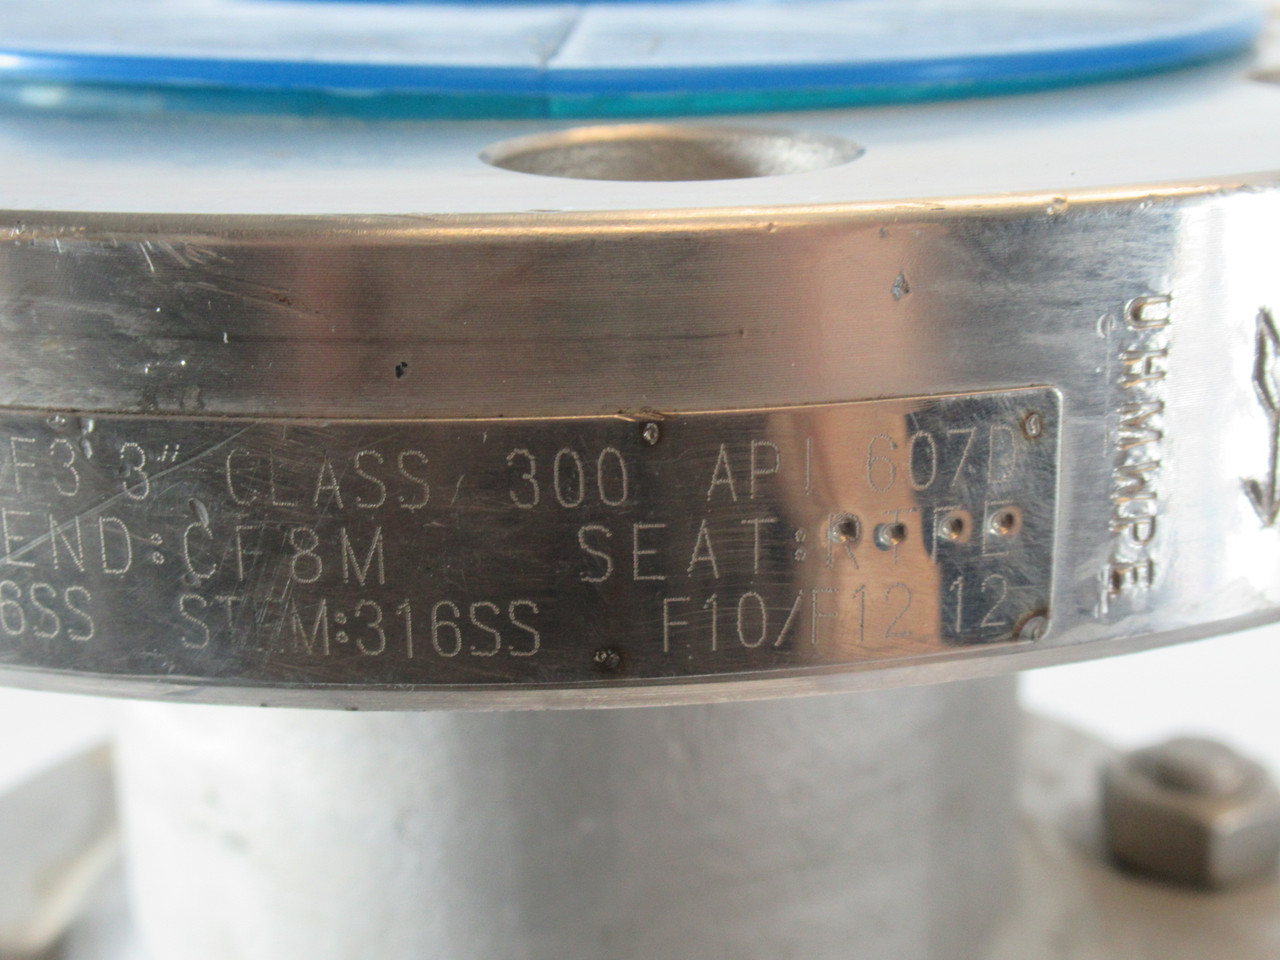 F3 3" CLASS 300 API 607D
END:CF8M SEAT:RTFE
6SS STEM:316SS F10/F12 12
UHMWPE